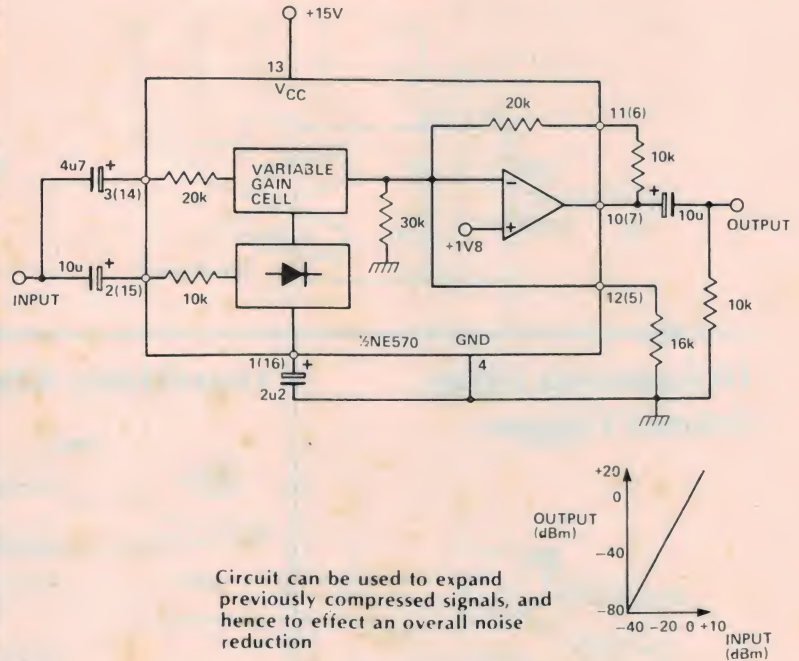 +15V
13
VCC
20k
11(6)
4u7
+
3(14)
20k
VARIABLE
GAIN
CELL
10k
−
30k
+
+1V8
10(7)
+
10u
OUTPUT
INPUT
10u
+
2(15)
10k
12(5)
10k
16k
½NE570
GND
1(16)
+
4
2u2
+20
0
OUTPUT
(dBm)
−40
−80
−40 −20 0 +10
INPUT
(dBm)
Circuit can be used to expand
previously compressed signals, and
hence to effect an overall noise
reduction